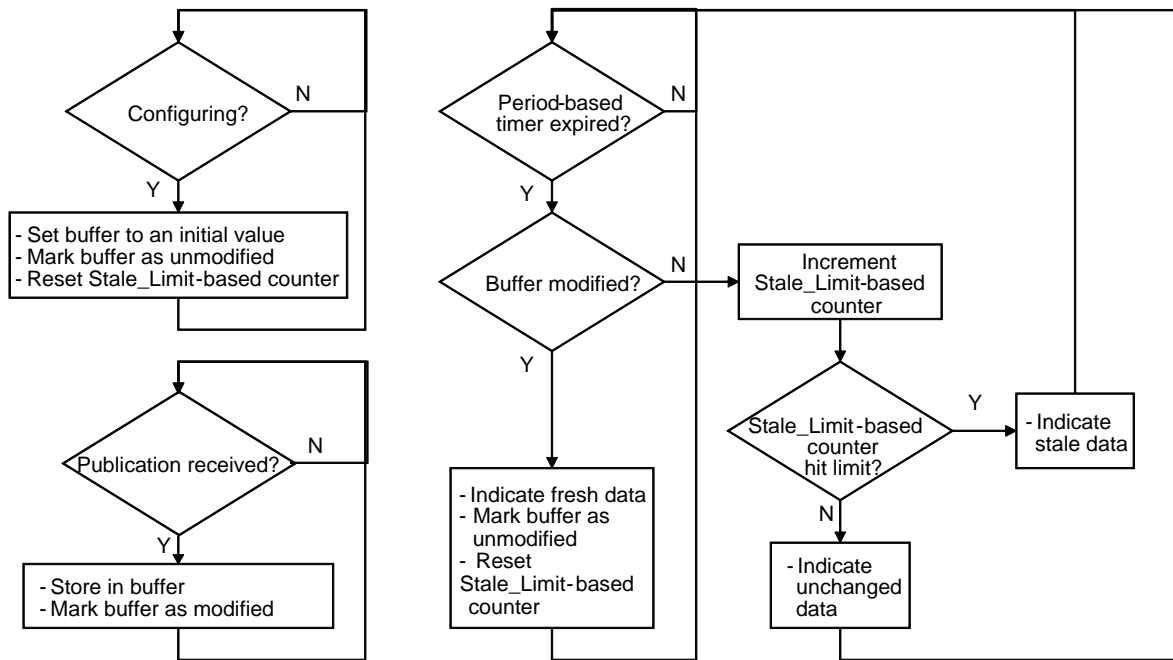 Configuring?
N
Y
- Set buffer to an initial value
- Mark buffer as unmodified
- Reset Stale_Limit-based counter
Publication received?
N
Y
- Store in buffer
- Mark buffer as modified
Period-based
timer expired?
N
Y
Buffer modified?
N
Y
- Indicate fresh data
- Mark buffer as
unmodified
- Reset
Stale_Limit-based
counter
Increment
Stale_Limit-based
counter
Stale_Limit-based
counter
hit limit?
Y
N
- Indicate
stale data
- Indicate
unchanged
data